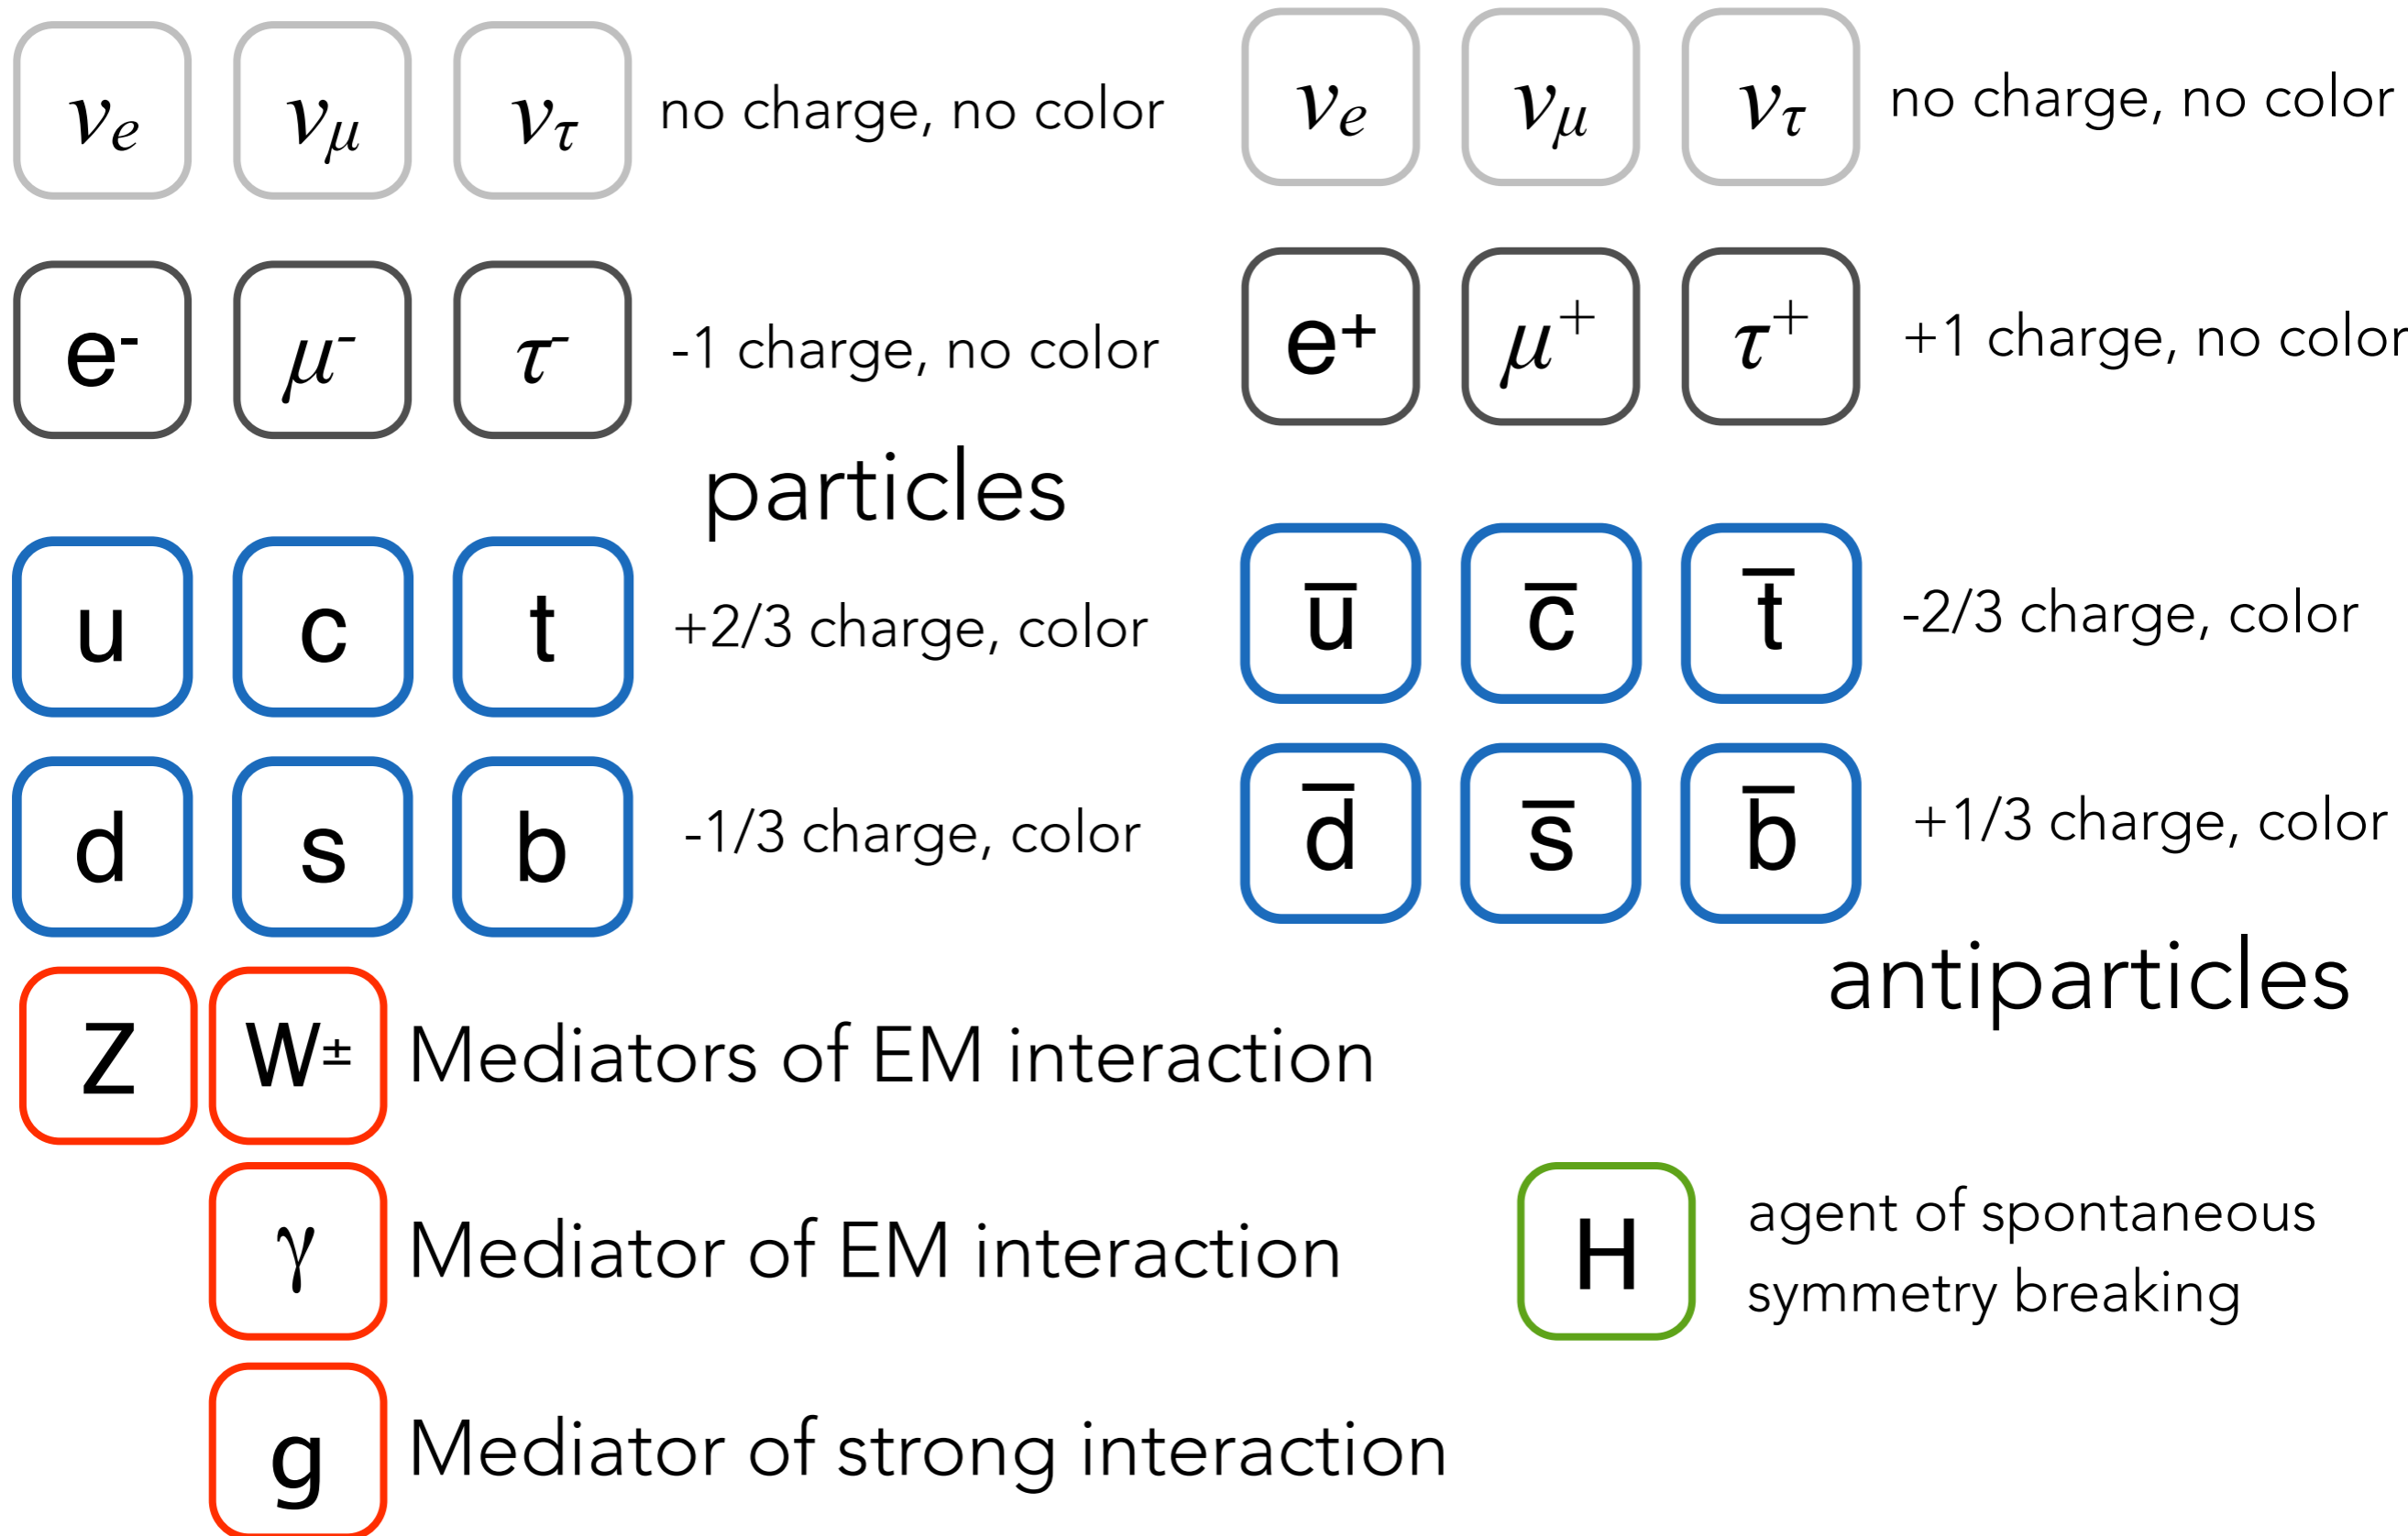 νe νμ ντ no charge, no color
e- μ- τ- -1 charge, no color
particles
u c t +2/3 charge, color
d s b -1/3 charge, color
νe νμ ντ no charge, no color
e+ μ+ τ+ +1 charge, no color
u̅ c̅ t̅ -2/3 charge, color
d̅ s̅ b̅ +1/3 charge, color
antiparticles
Z W± Mediators of EM interaction
γ Mediator of EM interaction
g Mediator of strong interaction
H agent of spontaneous
symmetry breaking